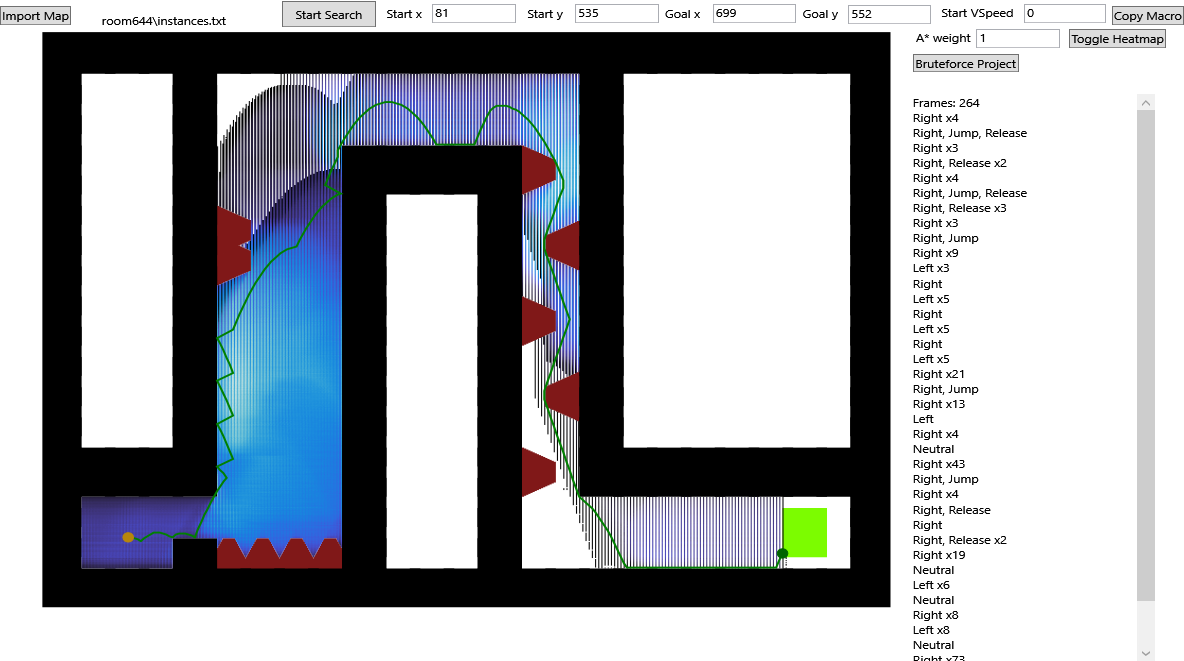 Import Map
room644\instances.txt
Start Search
Start x
81
Start y
535
Goal x
699
Goal y
552
Start VSpeed
0
Copy Macro
A* weight
1
Toggle Heatmap
Bruteforce Project
Frames: 264
Right x4
Right, Jump, Release
Right x3
Right, Release x2
Right x4
Right, Jump, Release
Right, Release x3
Right x3
Right, Jump
Right x9
Left x3
Right
Left x5
Right
Left x5
Right
Left x5
Right x21
Right, Jump
Right x13
Left
Right x4
Neutral
Right x43
Right, Jump
Right x4
Right, Release
Right
Right, Release x2
Right x19
Neutral
Left x6
Neutral
Right x8
Left x8
Neutral
Right x73